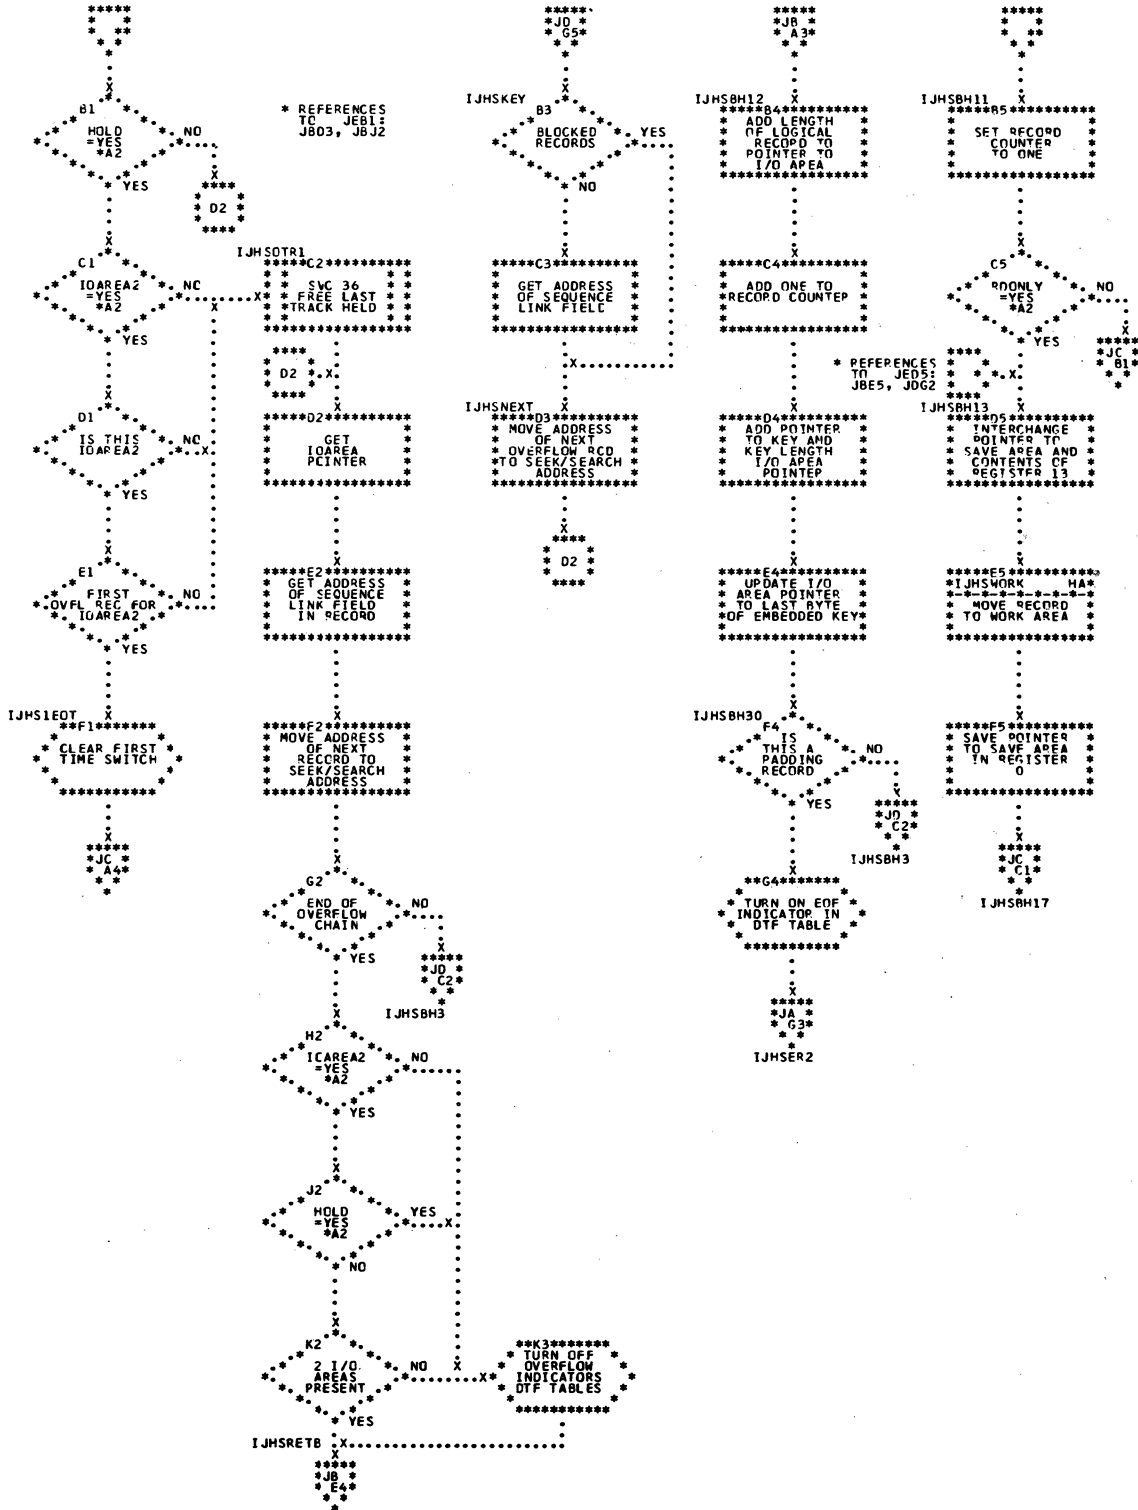 JD
G5
JB
A3
IJHSKEY
IJHSBH12
IJHSBH11
B1
HOLD
=YES
*A2
NO
YES
* REFERENCES
TO JEB1:
JBD3, JBJ2
B3
BLOCKED
RECORDS
YES
NO
B4
ADD LENGTH
OF LOGICAL
RECORD TO
POINTER TO
I/O AREA
B5
SET RECORD
COUNTER
TO ONE
D2
IJHSOTR1
C1
IOAREA2
=YES
*A2
NO
YES
C2
SVC 36
FREE LAST
TRACK HELD
C3
GET ADDRESS
OF SEQUENCE
LINK FIELD
C4
ADD ONE TO
RECORD COUNTER
C5
RDONLY
=YES
*A2
NO
YES
JC
B1
D2
* REFERENCES
TO JED5:
JBE5, JDG2
IJHSNEXT
IJHSBH13
D1
IS THIS
IOAREA2
NO
YES
D2
GET
IOAREA
POINTER
D3
MOVE ADDRESS
OF NEXT
OVERFLOW RCD
TO SEEK/SEARCH
ADDRESS
D4
ADD POINTER
TO KEY AND
KEY LENGTH
I/O AREA
POINTER
D5
INTERCHANGE
POINTER TO
SAVE AREA AND
CONTENTS OF
REGISTER 13
D2
E1
FIRST
OVFL REC FOR
IOAREA2
NO
YES
E2
GET ADDRESS
OF SEQUENCE
LINK FIELD
IN RECORD
E4
UPDATE I/O
AREA POINTER
TO LAST BYTE
OF EMBEDDED KEY
E5
IJHSWORK HA
MOVE RECORD
TO WORK AREA
IJHS1EOT
F1
CLEAR FIRST
TIME SWITCH
F2
MOVE ADDRESS
OF NEXT
RECORD TO
SEEK/SEARCH
ADDRESS
IJHSBH30
F4
IS
THIS A
PADDING
RECORD
NO
YES
F5
SAVE POINTER
TO SAVE AREA
IN REGISTER
0
JC
A4
JD
C2
IJHSBH3
JC
C1
IJHSBH17
G2
END OF
OVERFLOW
CHAIN
NO
YES
G4
TURN ON EOF
INDICATOR IN
DTF TABLE
JD
C2
IJHSBH3
JA
G3
IJHSER2
H2
IOAREA2
=YES
*A2
NO
YES
J2
HOLD
=YES
*A2
YES
NO
K2
2 I/O
AREAS
PRESENT
NO
YES
K3
TURN OFF
OVERFLOW
INDICATORS
DTF TABLES
IJHSRETB
JB
E4